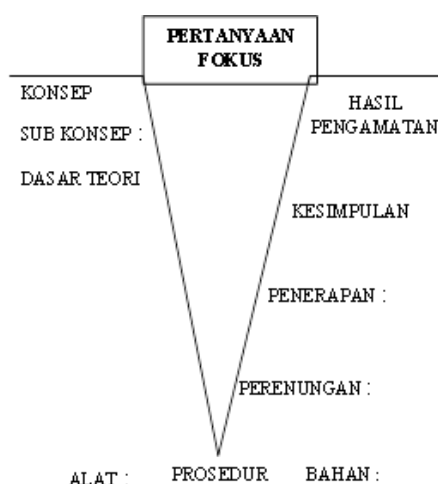 PERTANYAAN
FOKUS
KONSEP
SUB KONSEP :
DASAR TEORI
HASIL
PENGAMATAN
KESIMPULAN
PENERAPAN :
PERENUNGAN :
ALAT : PROSEDUR BAHAN :